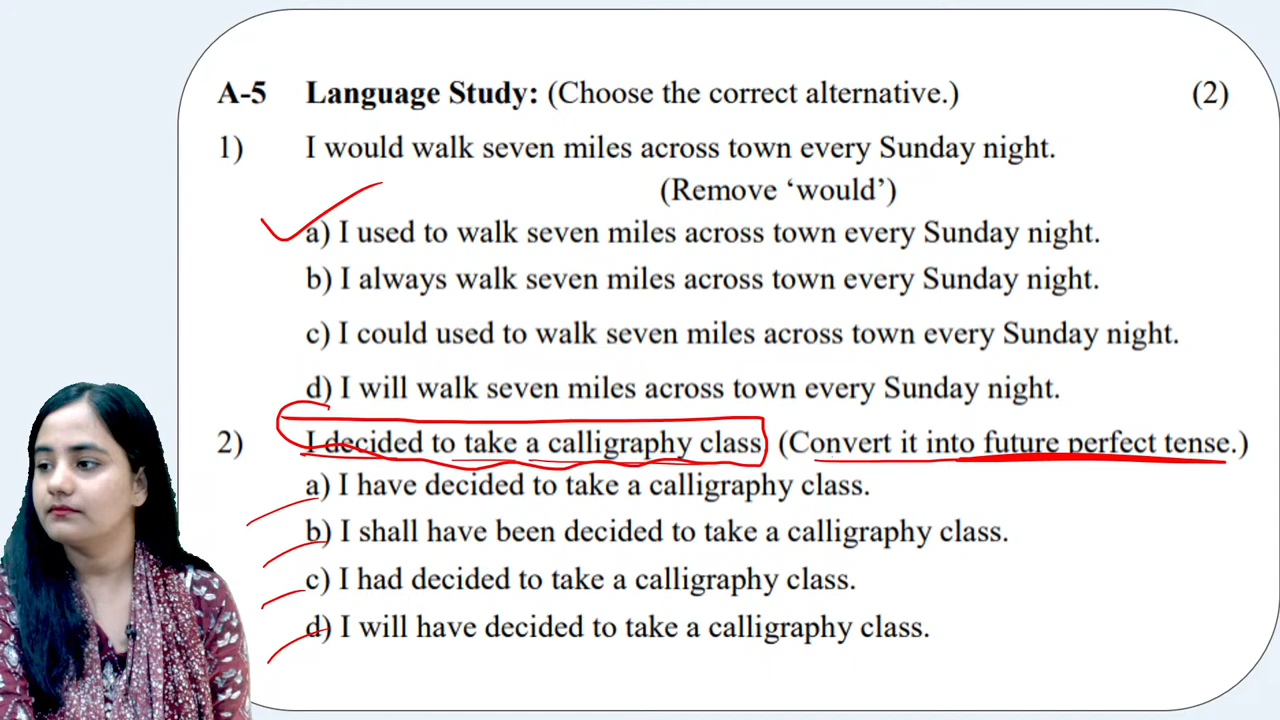 A-5 Language Study: (Choose the correct alternative.) (2)
1) I would walk seven miles across town every Sunday night.
(Remove ‘would’)
a) I used to walk seven miles across town every Sunday night.
b) I always walk seven miles across town every Sunday night.
c) I could used to walk seven miles across town every Sunday night.
d) I will walk seven miles across town every Sunday night.
2) I decided to take a calligraphy class (Convert it into future perfect tense.)
a) I have decided to take a calligraphy class.
b) I shall have been decided to take a calligraphy class.
c) I had decided to take a calligraphy class.
d) I will have decided to take a calligraphy class.